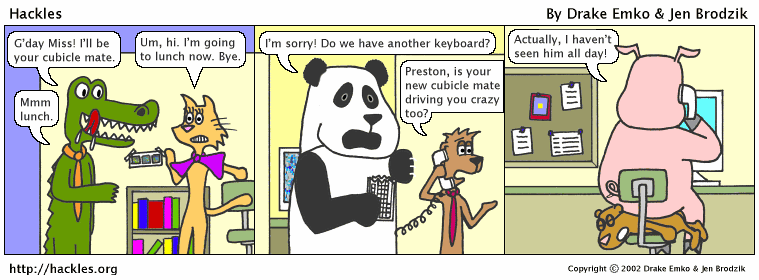 Hackles
By Drake Emko & Jen Brodzik
G'day Miss! I'll be
your cubicle mate.
Mmm
lunch.
Um, hi. I'm going
to lunch now. Bye.
I'm sorry! Do we have another keyboard?
Preston, is your
new cubicle mate
driving you crazy
too?
Actually, I haven't
seen him all day!
http://hackles.org
Copyright © 2002 Drake Emko & Jen Brodzik